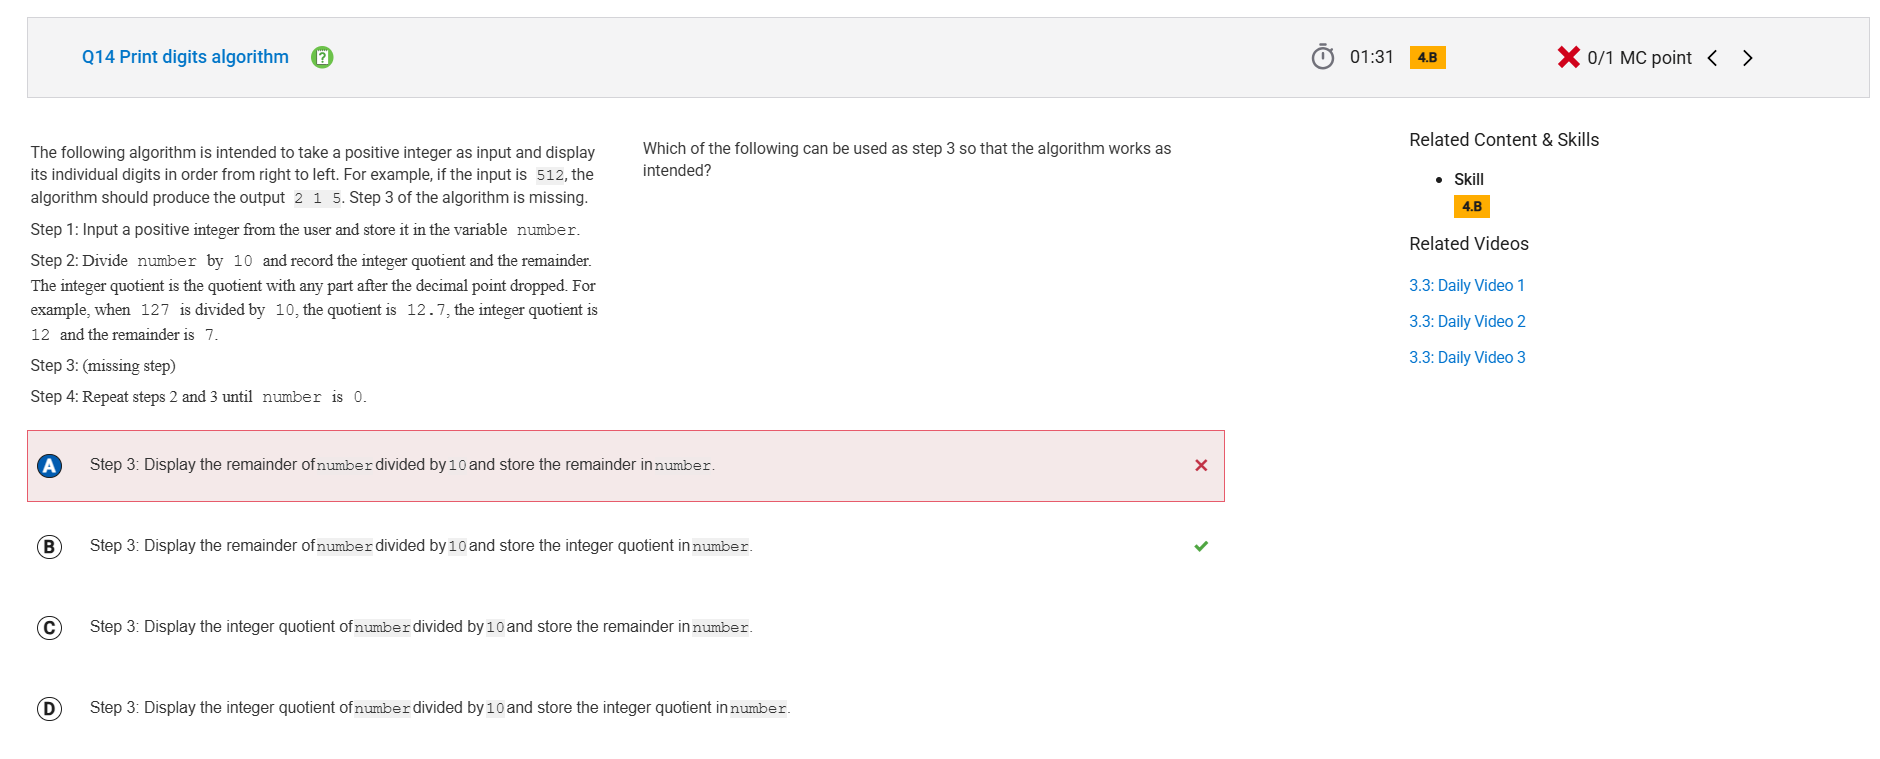 Q14 Print digits algorithm
01:31
4.B
0/1 MC point
The following algorithm is intended to take a positive integer as input and display
its individual digits in order from right to left. For example, if the input is 512, the
algorithm should produce the output 2 1 5. Step 3 of the algorithm is missing.
Step 1: Input a positive integer from the user and store it in the variable number.
Step 2: Divide number by 10 and record the integer quotient and the remainder.
The integer quotient is the quotient with any part after the decimal point dropped. For
example, when 127 is divided by 10, the quotient is 12.7, the integer quotient is
12 and the remainder is 7.
Step 3: (missing step)
Step 4: Repeat steps 2 and 3 until number is 0.
Which of the following can be used as step 3 so that the algorithm works as
intended?
A Step 3: Display the remainder of number divided by 10 and store the remainder in number.
B Step 3: Display the remainder of number divided by 10 and store the integer quotient in number.
C Step 3: Display the integer quotient of number divided by 10 and store the remainder in number.
D Step 3: Display the integer quotient of number divided by 10 and store the integer quotient in number.
Related Content & Skills
Skill
4.B
Related Videos
3.3: Daily Video 1
3.3: Daily Video 2
3.3: Daily Video 3